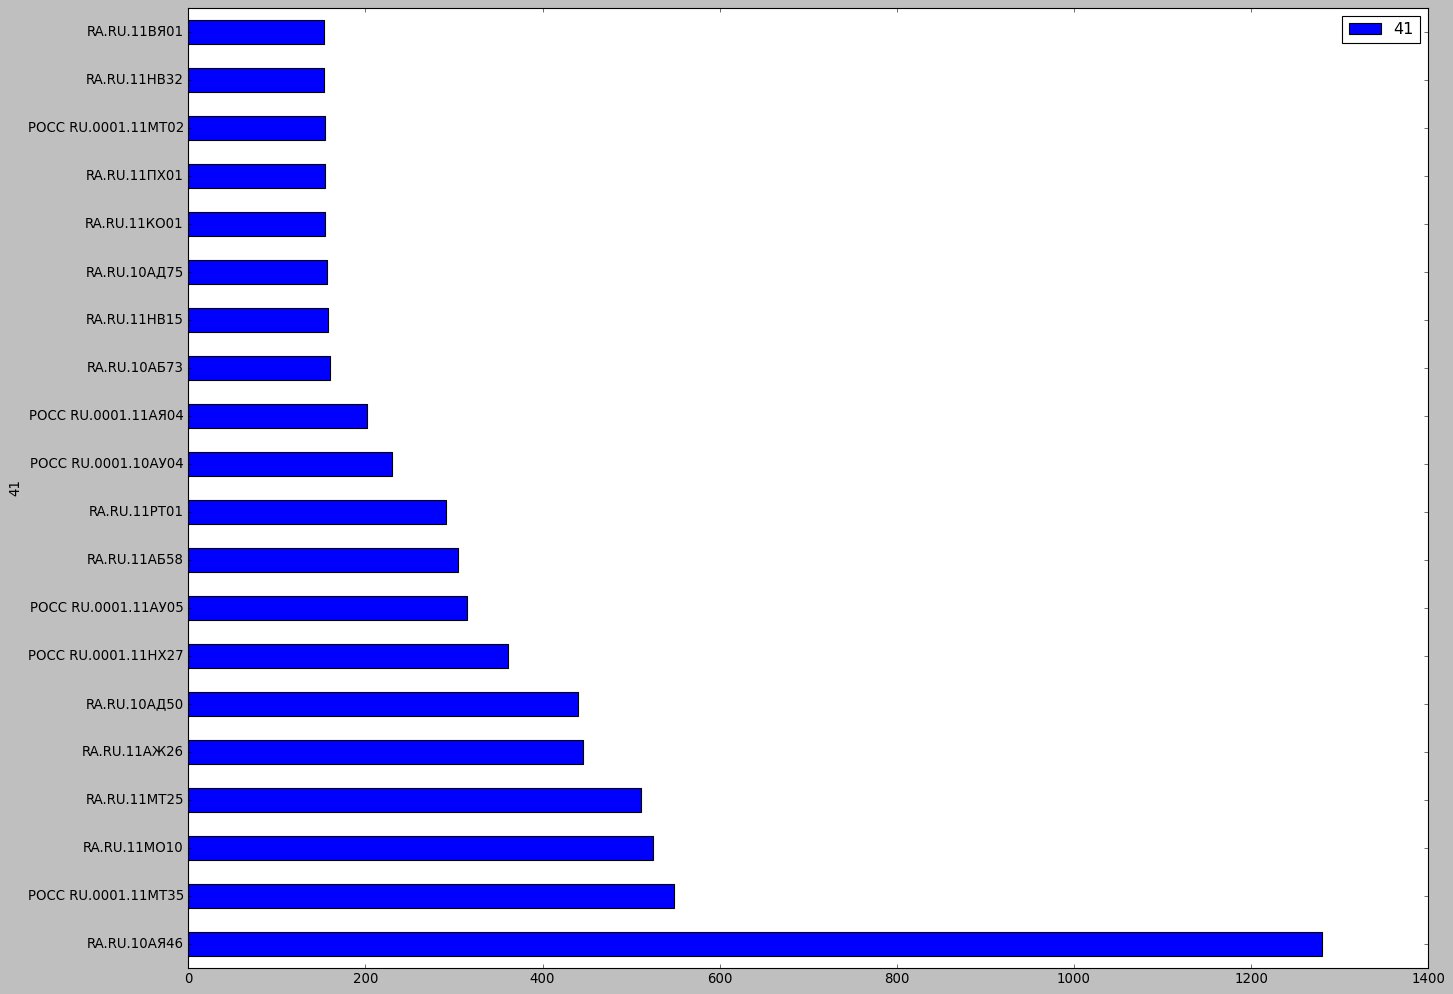 41
RA.RU.11ВЯ01
RA.RU.11НВ32
РОСС RU.0001.11МТ02
RA.RU.11ПХ01
RA.RU.11КО01
RA.RU.10АД75
RA.RU.11НВ15
RA.RU.10АБ73
РОСС RU.0001.11АЯ04
РОСС RU.0001.10АУ04
41
RA.RU.11РТ01
RA.RU.11АБ58
РОСС RU.0001.11АУ05
РОСС RU.0001.11НХ27
RA.RU.10АД50
RA.RU.11АЖ26
RA.RU.11МТ25
RA.RU.11МО10
РОСС RU.0001.11МТ35
RA.RU.10АЯ46
0 200 400 600 800 1000 1200 1400